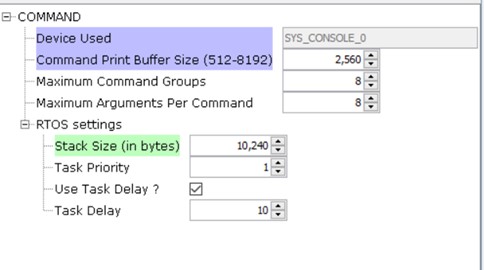 COMMAND
Device Used SYS_CONSOLE_0
Command Print Buffer Size (512-8192) 2,560
Maximum Command Groups 8
Maximum Arguments Per Command 8
RTOS settings
Stack Size (in bytes) 10,240
Task Priority 1
Use Task Delay ?
Task Delay 10